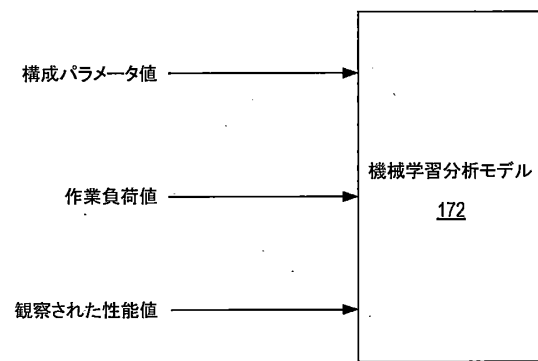 構成パラメータ値
機械学習分析モデル
作業負荷値
172
観察された性能値